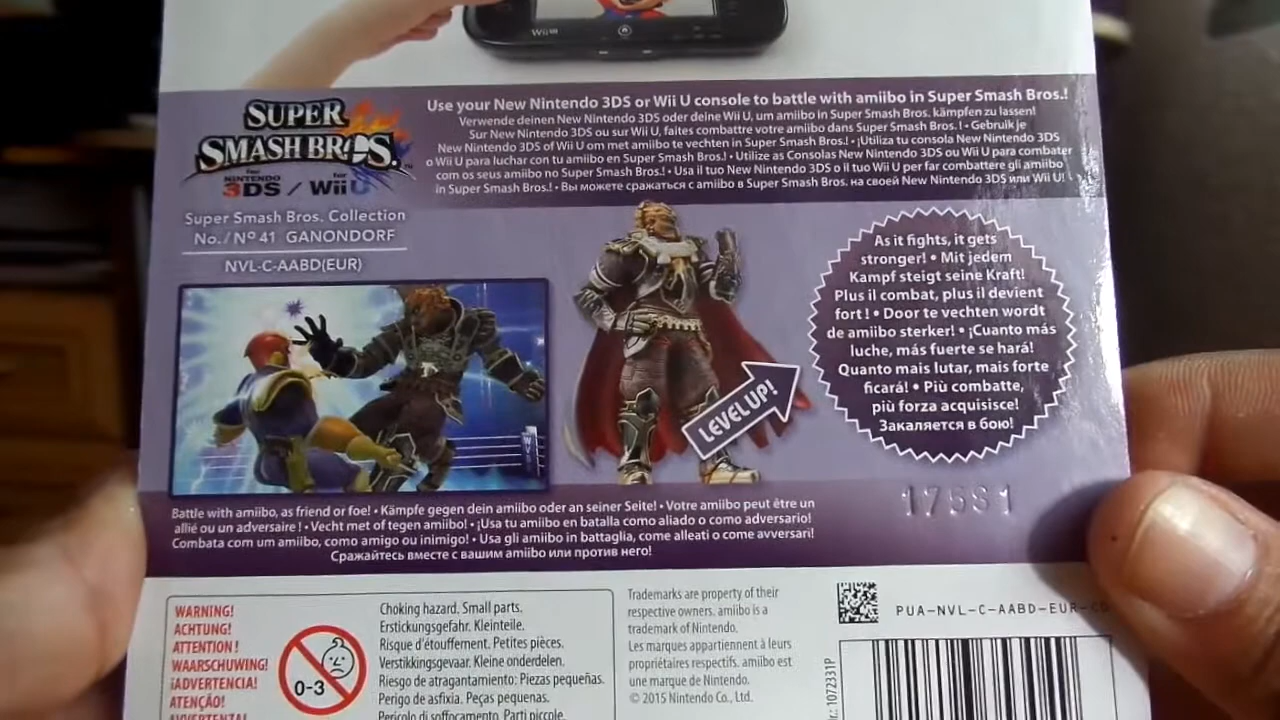 Wii U
SUPER
SMASH BROS.™
for NINTENDO 3DS / for Wii U
Super Smash Bros. Collection
No./Nº 41 GANONDORF
NVL-C-AABD(EUR)
Use your New Nintendo 3DS or Wii U console to battle with amiibo in Super Smash Bros.!
Verwende deinen New Nintendo 3DS oder deine Wii U, um amiibo in Super Smash Bros. kämpfen zu lassen!
Sur New Nintendo 3DS ou sur Wii U, faites combattre votre amiibo dans Super Smash Bros. ! • Gebruik je
New Nintendo 3DS of Wii U om met amiibo te vechten in Super Smash Bros.! • ¡Utiliza tu consola New Nintendo 3DS
o Wii U para luchar con tu amiibo en Super Smash Bros.! • Utilize as Consolas New Nintendo 3DS ou Wii U para combater
com os seus amiibo no Super Smash Bros.! • Usa il tuo New Nintendo 3DS o il tuo Wii U per far combattere gli amiibo
in Super Smash Bros.! • Вы можете сражаться с amiibo в Super Smash Bros. на своей New Nintendo 3DS или Wii U!
LEVEL UP!
As it fights, it gets
stronger! • Mit jedem
Kampf steigt seine Kraft!
Plus il combat, plus il devient
fort ! • Door te vechten wordt
de amiibo sterker! • ¡Cuanto más
luche, más fuerte se hará!
Quanto mais lutar, mais forte
ficará! • Più combatte,
più forza acquisisce!
Закаляется в бою!
17531
Battle with amiibo, as friend or foe! • Kämpfe gegen dein amiibo oder an seiner Seite! • Votre amiibo peut être un
allié ou un adversaire ! • Vecht met of tegen amiibo! • ¡Usa tu amiibo en batalla como aliado o como adversario!
Combata com um amiibo, como amigo ou inimigo! • Usa gli amiibo in battaglia, come alleati o come avversari!
Сражайтесь вместе с вашим amiibo или против него!
WARNING!
ACHTUNG!
ATTENTION !
WAARSCHUWING!
¡ADVERTENCIA!
ATENÇÃO!
AVVERTENZA!
0-3
Choking hazard. Small parts.
Erstickungsgefahr. Kleinteile.
Risque d'étouffement. Petites pièces.
Verstikkingsgevaar. Kleine onderdelen.
Riesgo de atragantamiento: Piezas pequeñas.
Perigo de asfixia. Peças pequenas.
Pericolo di soffocamento. Parti piccole.
Trademarks are property of their
respective owners. amiibo is a
trademark of Nintendo.
Les marques appartiennent à leurs
propriétaires respectifs. amiibo est
une marque de Nintendo.
© 2015 Nintendo Co., Ltd.
PUA-NVL-C-AABD-EUR-C0
1072331P